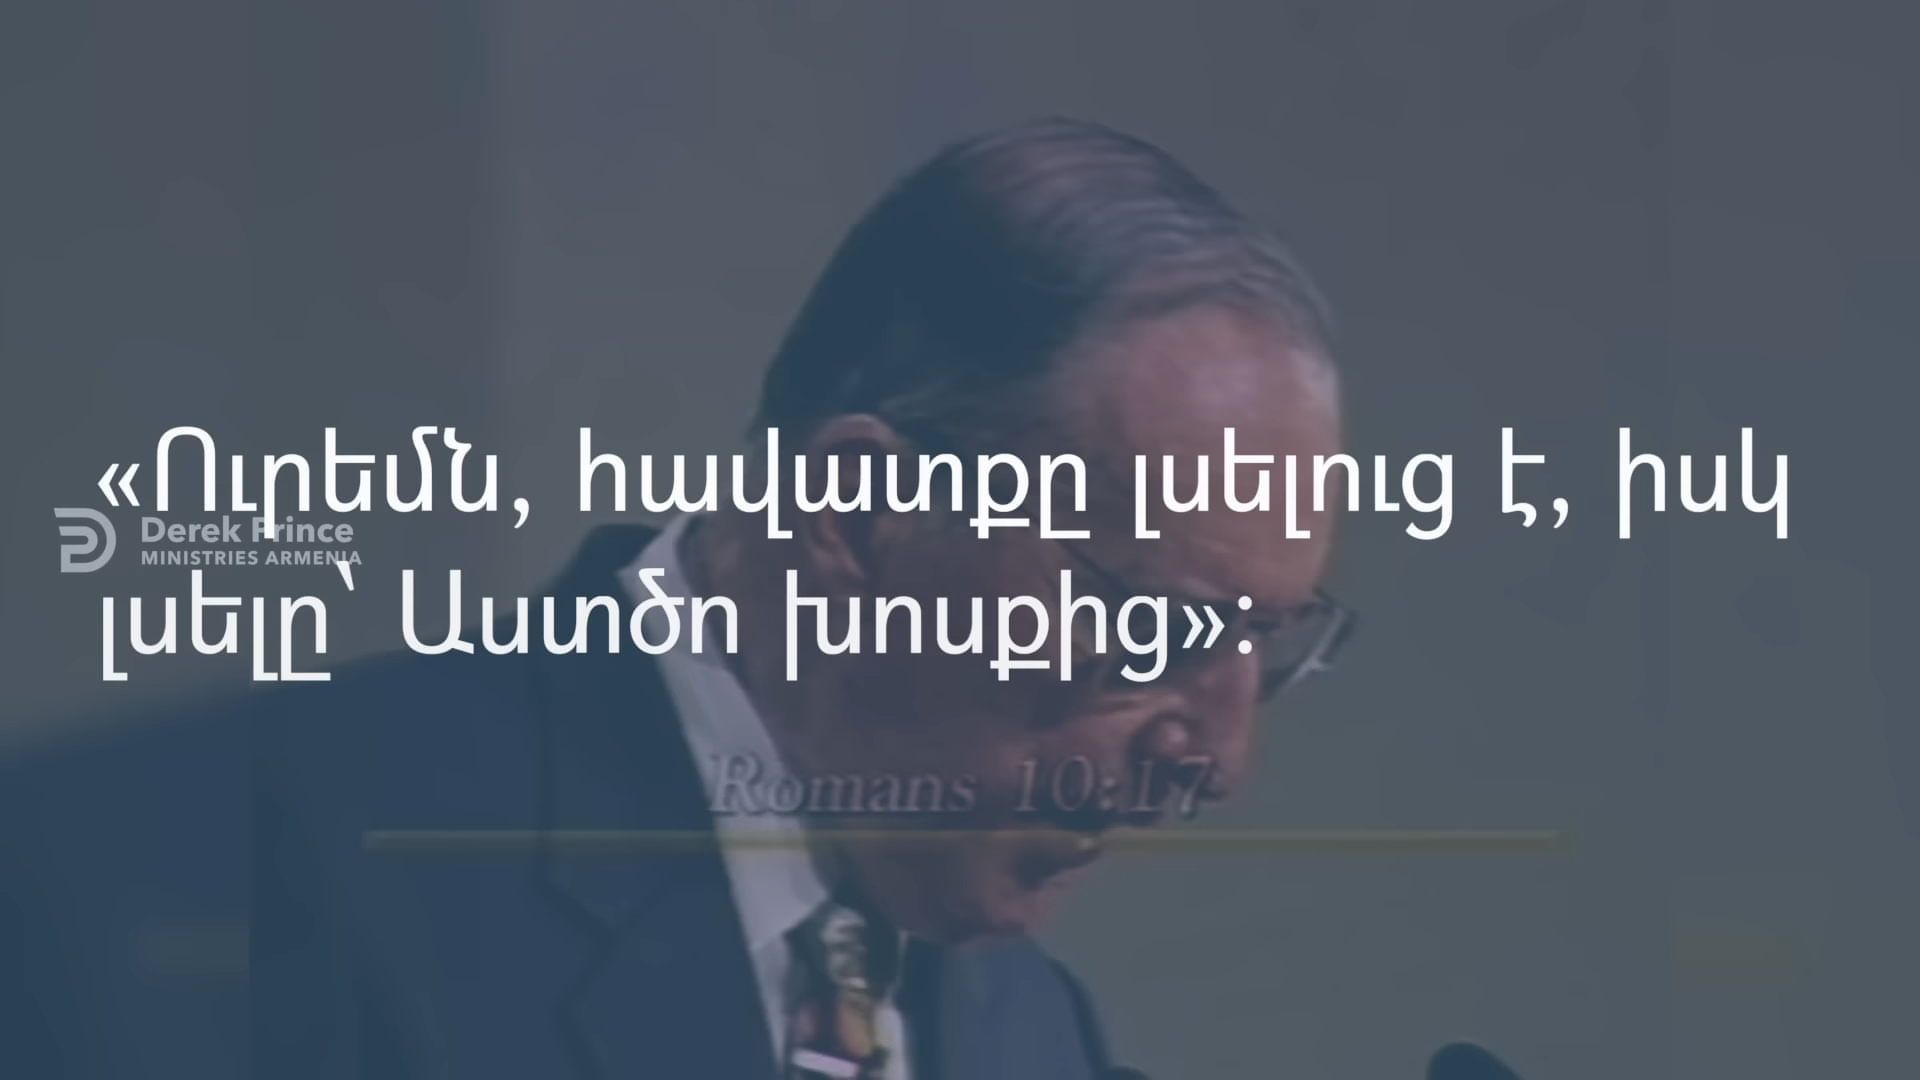 «Ուրեմն, հավատքը լսելուց է, իսկ
Derek Prince
MINISTRIES ARMENIA
լսելը՝ Աստծո խոսքից»:
Romans 10:17